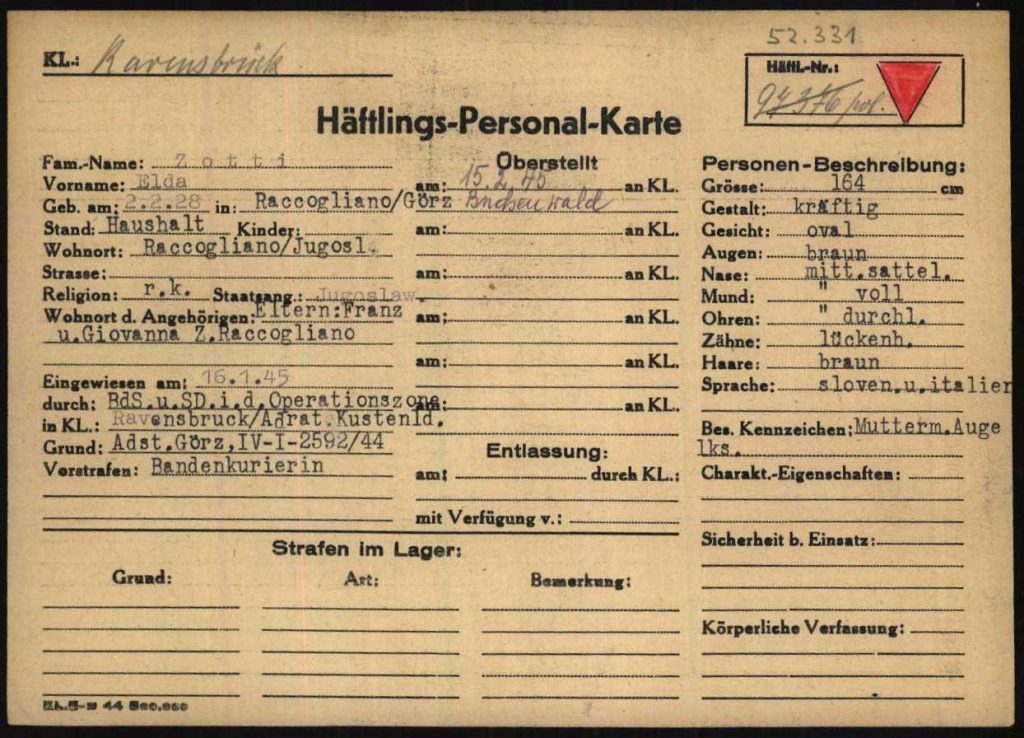 52.331
KL.: Ravensbrück
Häftl.-Nr.:
97376 pol.
Häftlings-Personal-Karte
Fam.-Name: Zotti
Vorname: Elda
Geb. am: 2.2.28 in: Raccogliano/Görz
Stand: Haushalt Kinder:
Wohnort: Raccogliano/Jugosl.
Strasse:
Religion: r.k. Staatsang.: Jugoslaw.
Wohnort d. Angehörigen: Eltern:Franz
u.Giovanna Z.Raccogliano
Eingewiesen am: 16.1.45
durch: BdS.u.SD.i.d.Operationszone
in KL.: Ravensbruck/Adrat.Kustenld.
Grund: Adst.Görz,IV-I-2592/44
Vorstrafen: Bandenkurierin
Überstellt
am: 15.2.45 an KL.
Buchenwald
am: an KL.
am: an KL.
am: an KL.
am: an KL.
am: an KL.
Entlassung:
am: durch KL.:
mit Verfügung v.:
Personen-Beschreibung:
Grösse: 164 cm
Gestalt: kräftig
Gesicht: oval
Augen: braun
Nase: mitt.sattel.
Mund: " voll
Ohren: " durchl.
Zähne: lückenh.
Haare: braun
Sprache: sloven.u.italien
Bes. Kennzeichen: Mutterm.Auge
lks.
Charakt.-Eigenschaften:
Sicherheit b. Einsatz:
Körperliche Verfassung:
Strafen im Lager:
Grund: Art: Bemerkung: